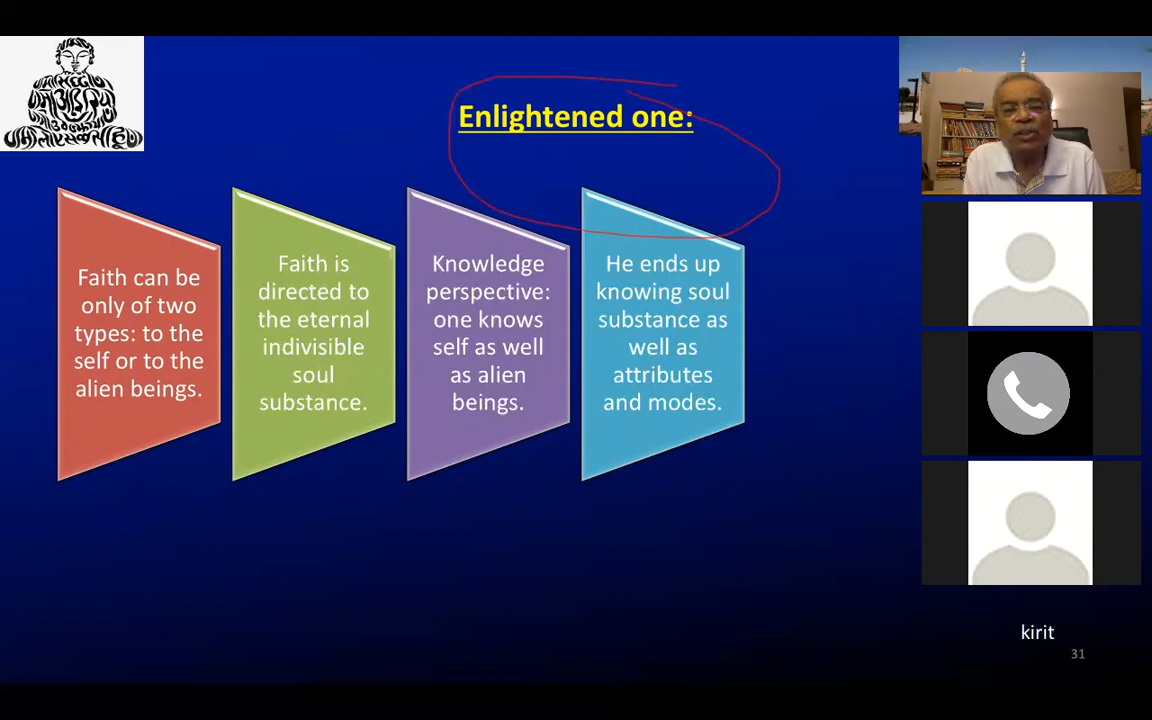 Enlightened one:
Faith can be
only of two
types: to the
self or to the
alien beings.
Faith is
directed to
the eternal
indivisible
soul
substance.
Knowledge
perspective:
one knows
self as well
as alien
beings.
He ends up
knowing soul
substance as
well as
attributes
and modes.
kirit
31